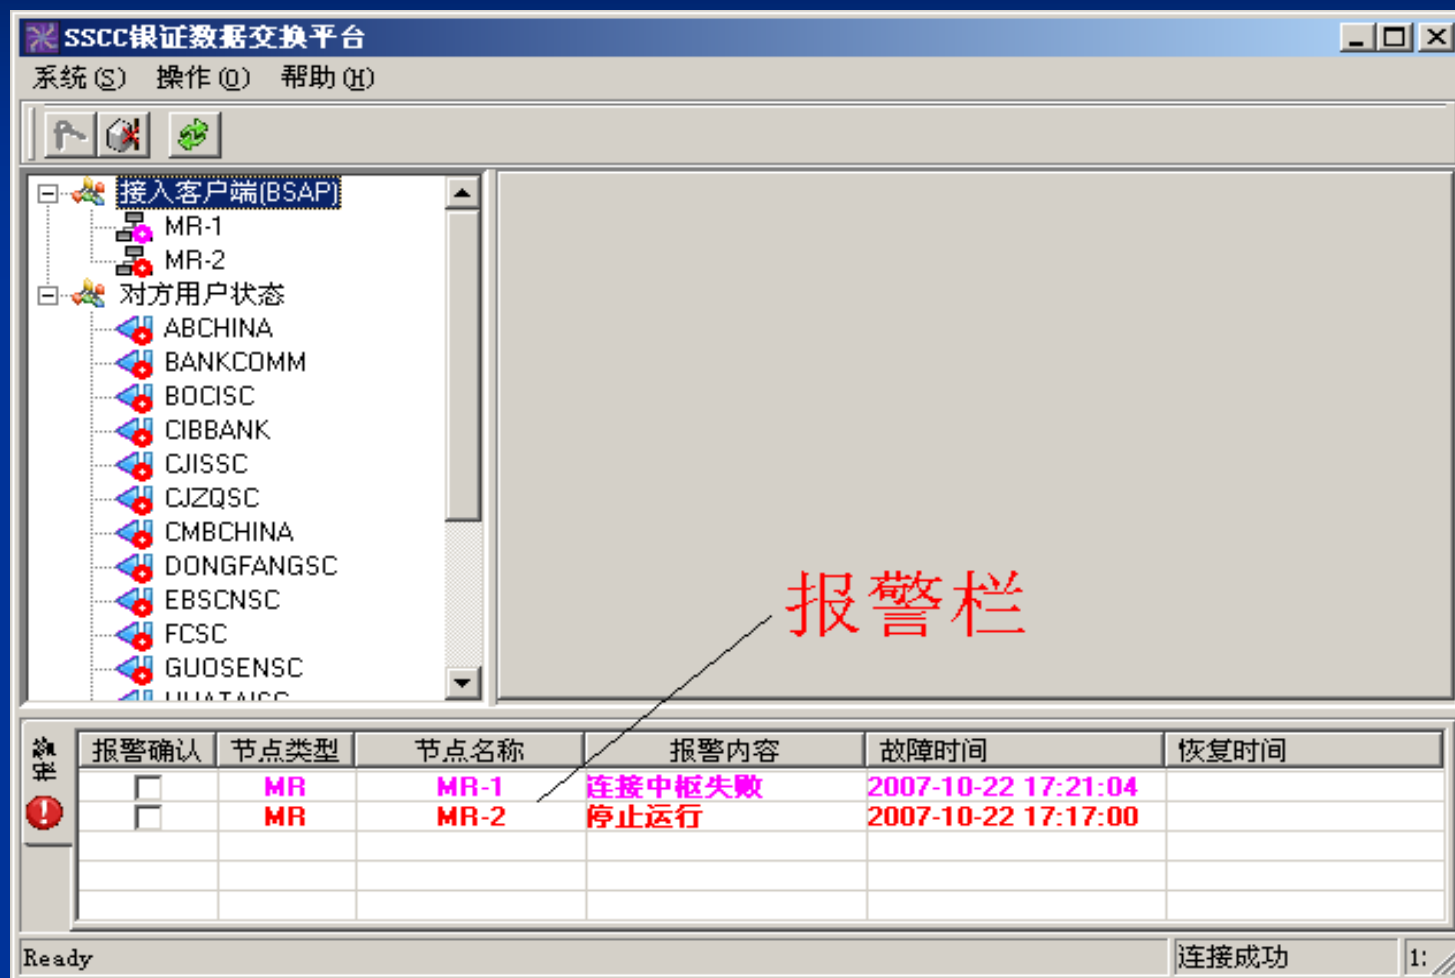 SSCC银证数据交换平台
系统(S) 操作(O) 帮助(H)
接入客户端(BSAP)
MR-1
MR-2
对方用户状态
ABCHINA
BANKCOMM
BOCISC
CIBBANK
CJISSC
CJZQSC
CMBCHINA
DONGFANGSC
EBSCNSC
FCSC
GUOSENSC
报警栏
报警确认 节点类型 节点名称 报警内容 故障时间 恢复时间
MR MR-1 连接中枢失败 2007-10-22 17:21:04
MR MR-2 停止运行 2007-10-22 17:17:00
Ready 连接成功 1: